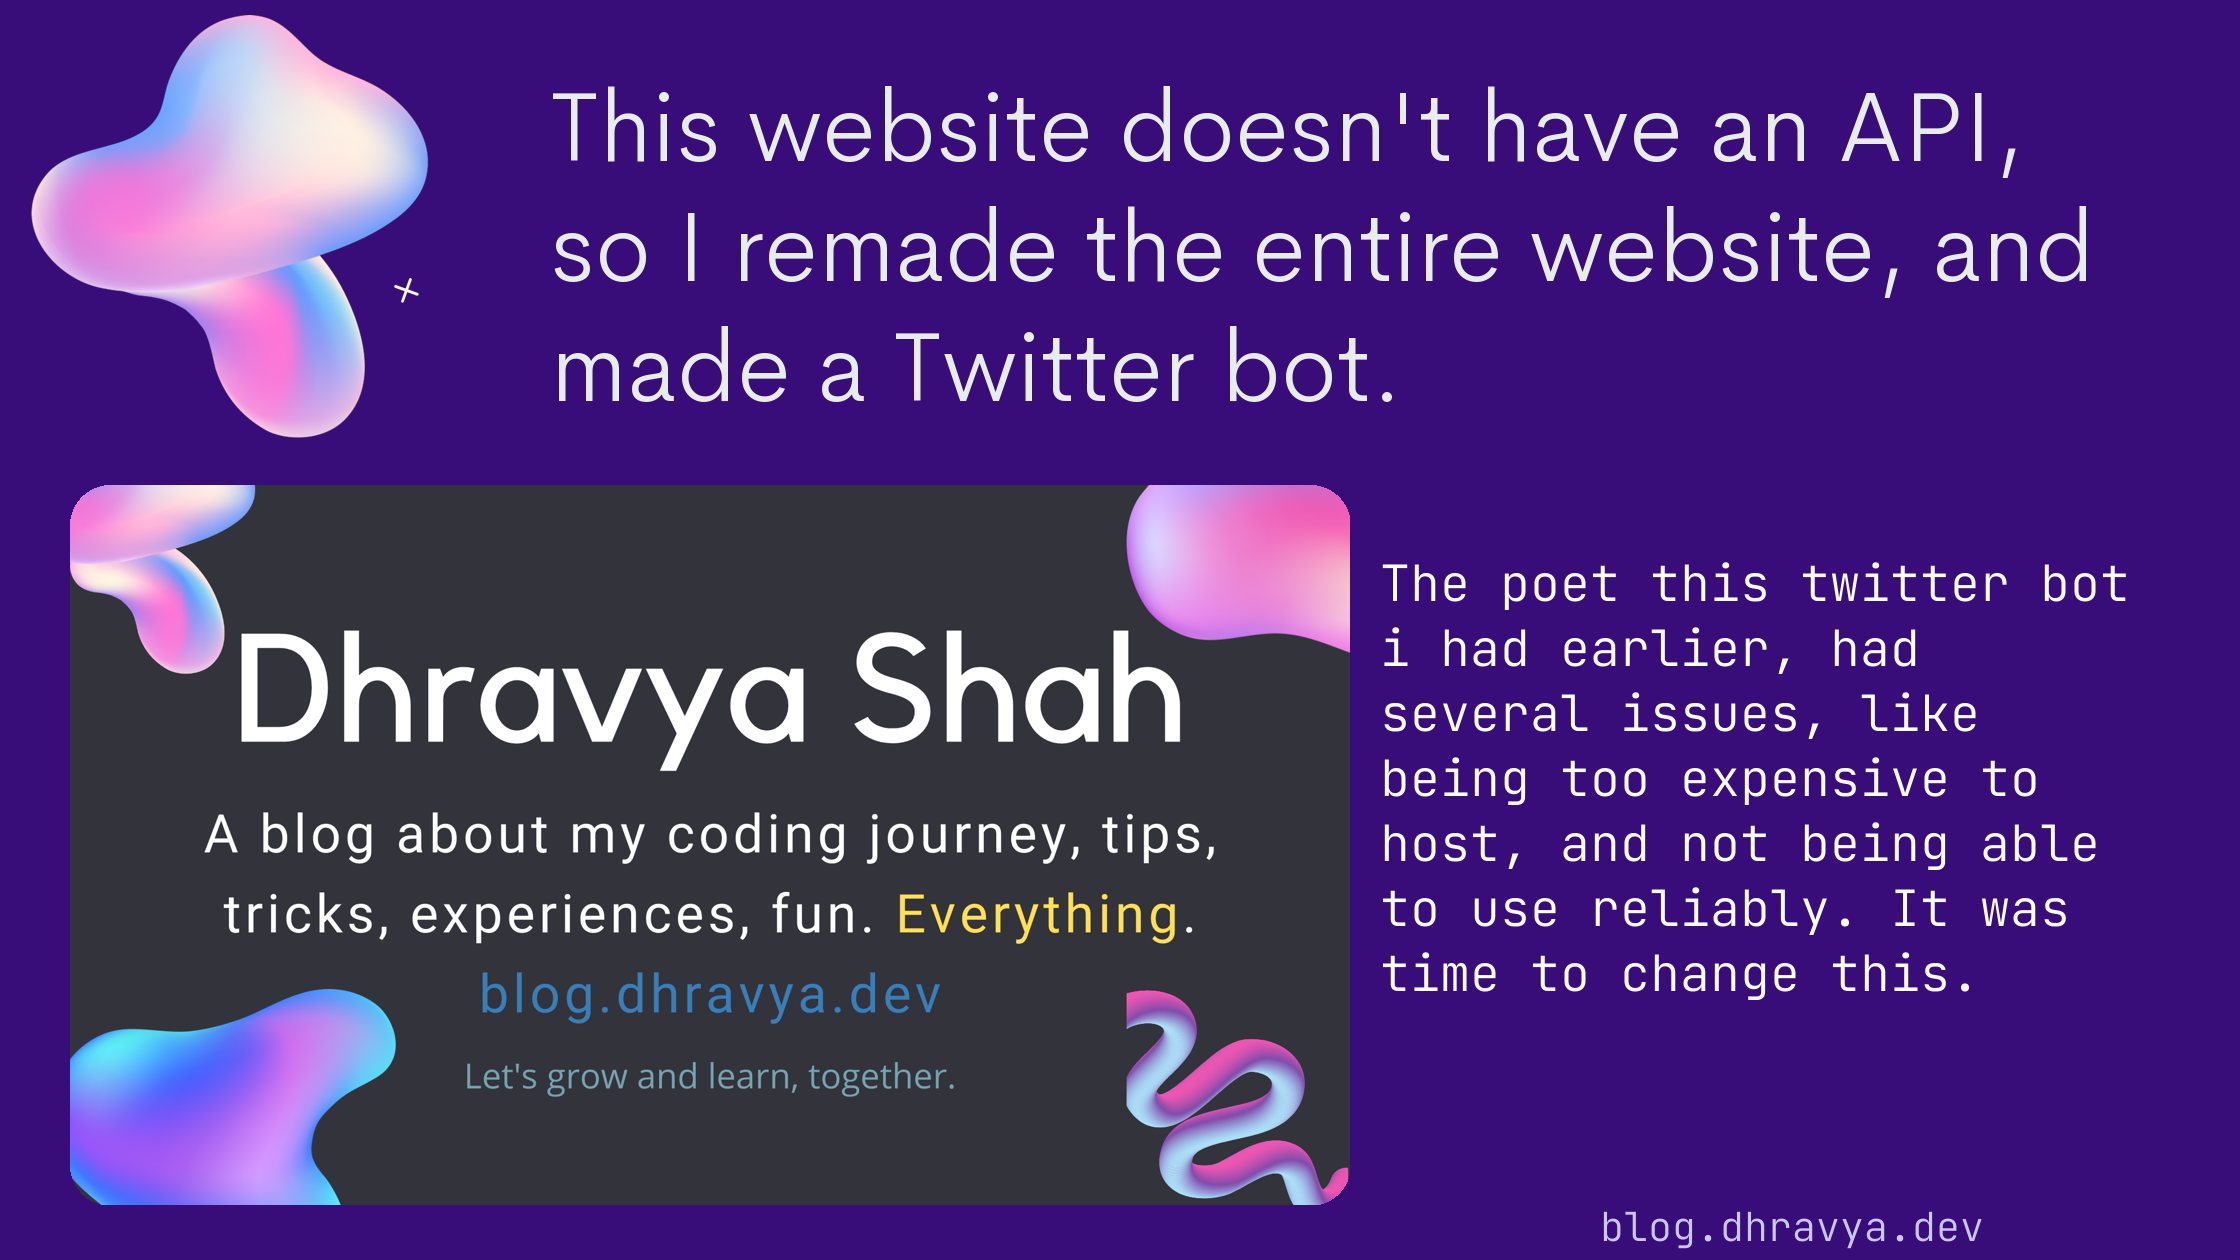 This website doesn't have an API,
so I remade the entire website, and
made a Twitter bot.
Dhravya Shah
A blog about my coding journey, tips,
tricks, experiences, fun. Everything.
blog.dhravya.dev
Let's grow and learn, together.
The poet this twitter bot
i had earlier, had
several issues, like
being too expensive to
host, and not being able
to use reliably. It was
time to change this.
blog.dhravya.dev